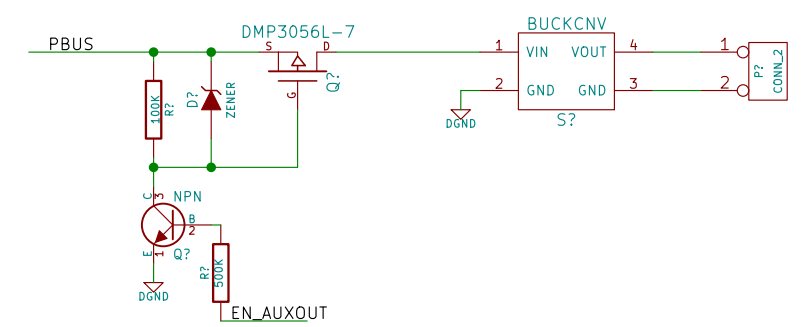 DMP3056L-7
BUCKCNV
PBUS
S
D
G
Q?
1
VIN
VOUT
4
1
2
GND
GND
3
2
P?
CONN_2
S?
DGND
100K
R?
D?
ZENER
C
3
NPN
B
2
E
1
Q?
DGND
R?
500K
EN_AUXOUT